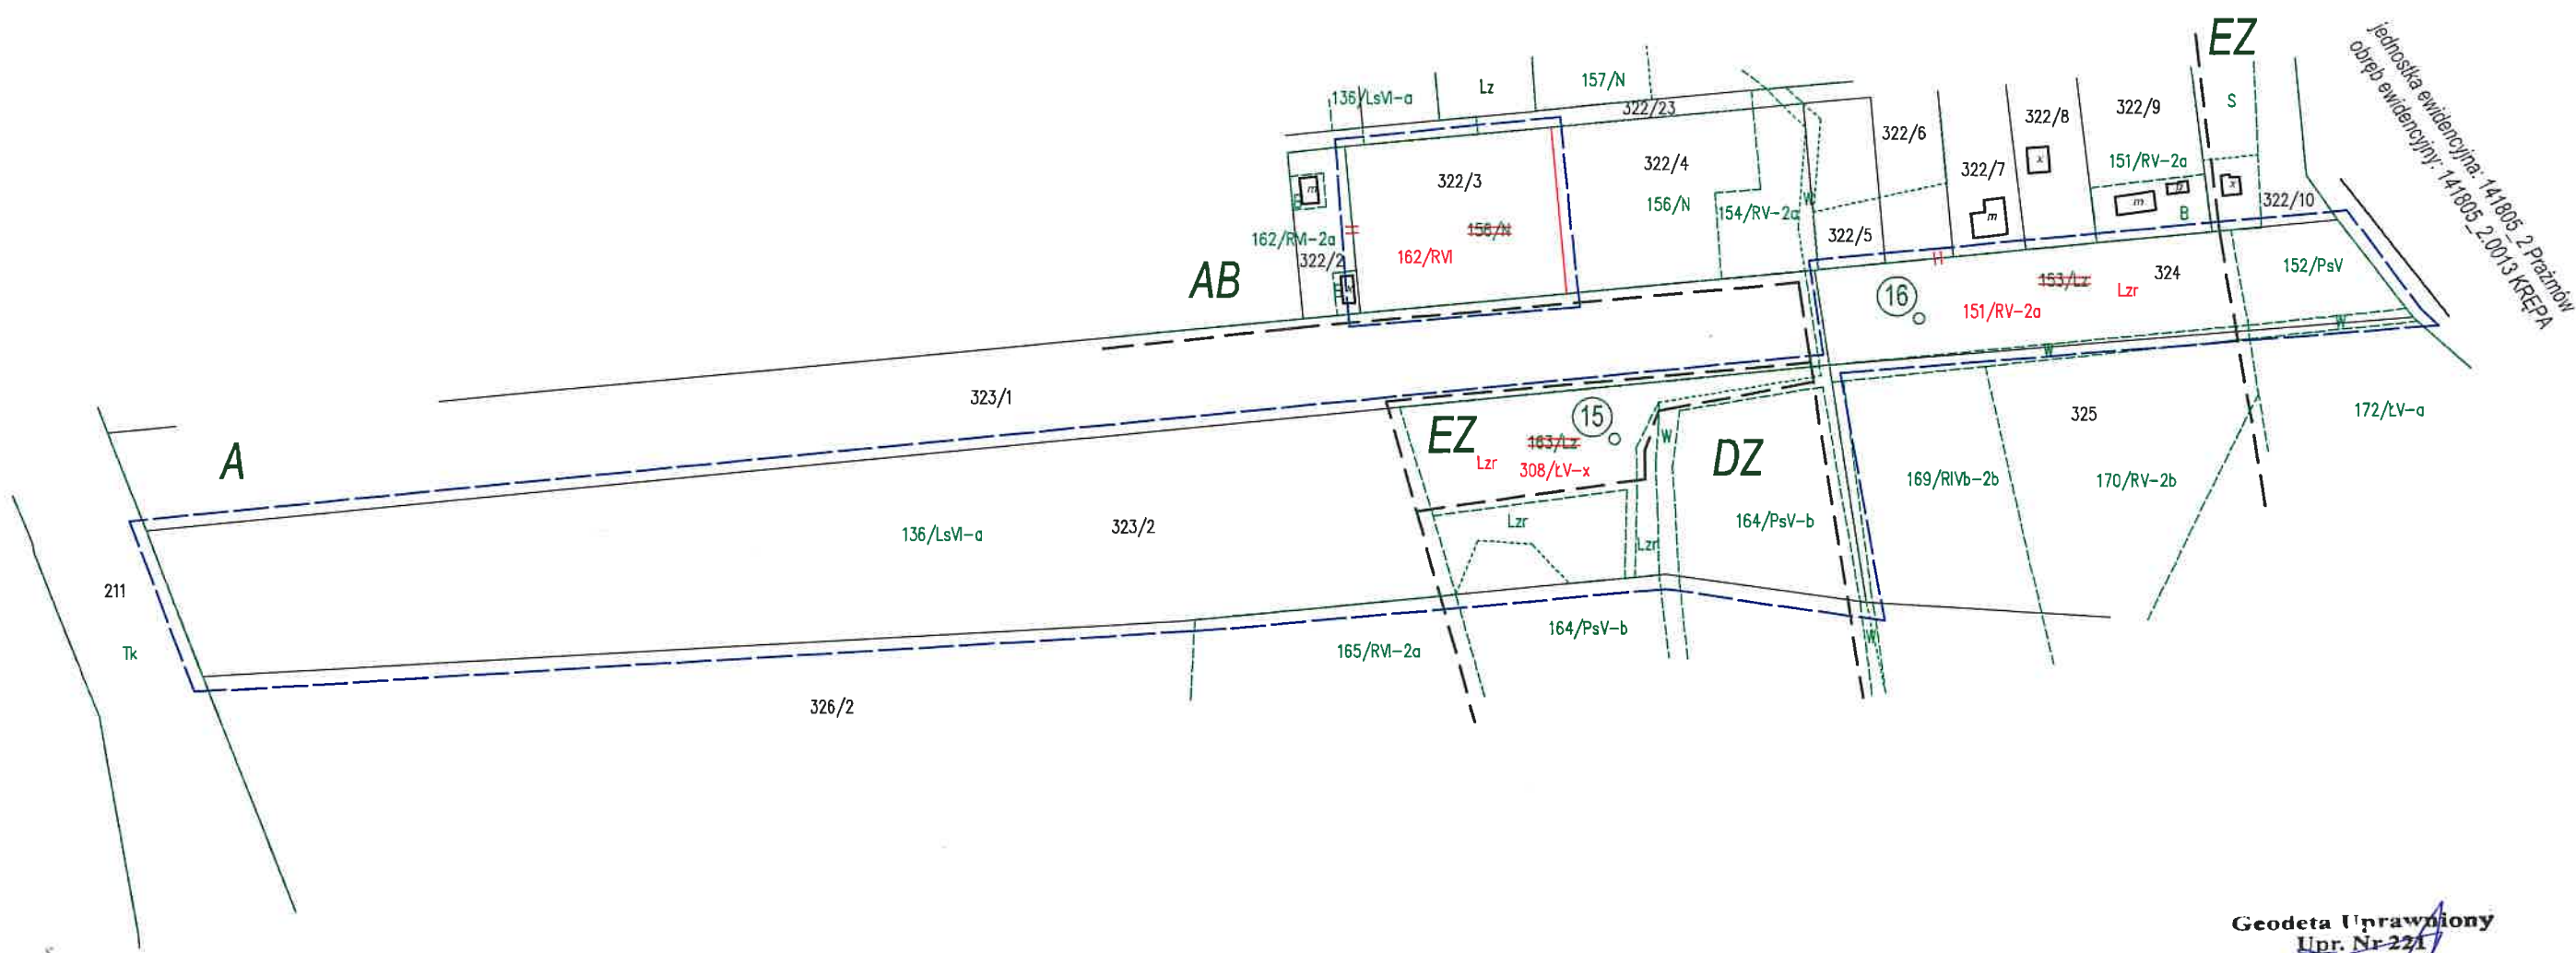 EZ
jednostka ewidencyjna: 141805_2 Prażmów
obręb ewidencyjny: 141805_2.0013 KRĘPA
136/LsVI-a
Lz
157/N
322/23
322/6
322/8
322/9
S
322/3
322/4
322/7
x
151/RV-2a
m
156/N
154/RV-2a
W
m
B
x
322/10
B
162/RVI-2a
158/N
162/RVI
322/5
m
AB
322/2
B
x
16
153/Lz
324
Lzr
152/PsV
151/RV-2a
W
W
323/1
15
325
172/ŁV-a
A
EZ
163/Lz
W
DZ
Lzr
308/ŁV-x
169/RIVb-2b
170/RV-2b
136/LsVI-a
323/2
Lzr
164/PsV-b
Lzr
211
Tk
165/RVI-2a
164/PsV-b
W
326/2
Geodeta Uprawniony
Upr. Nr 221